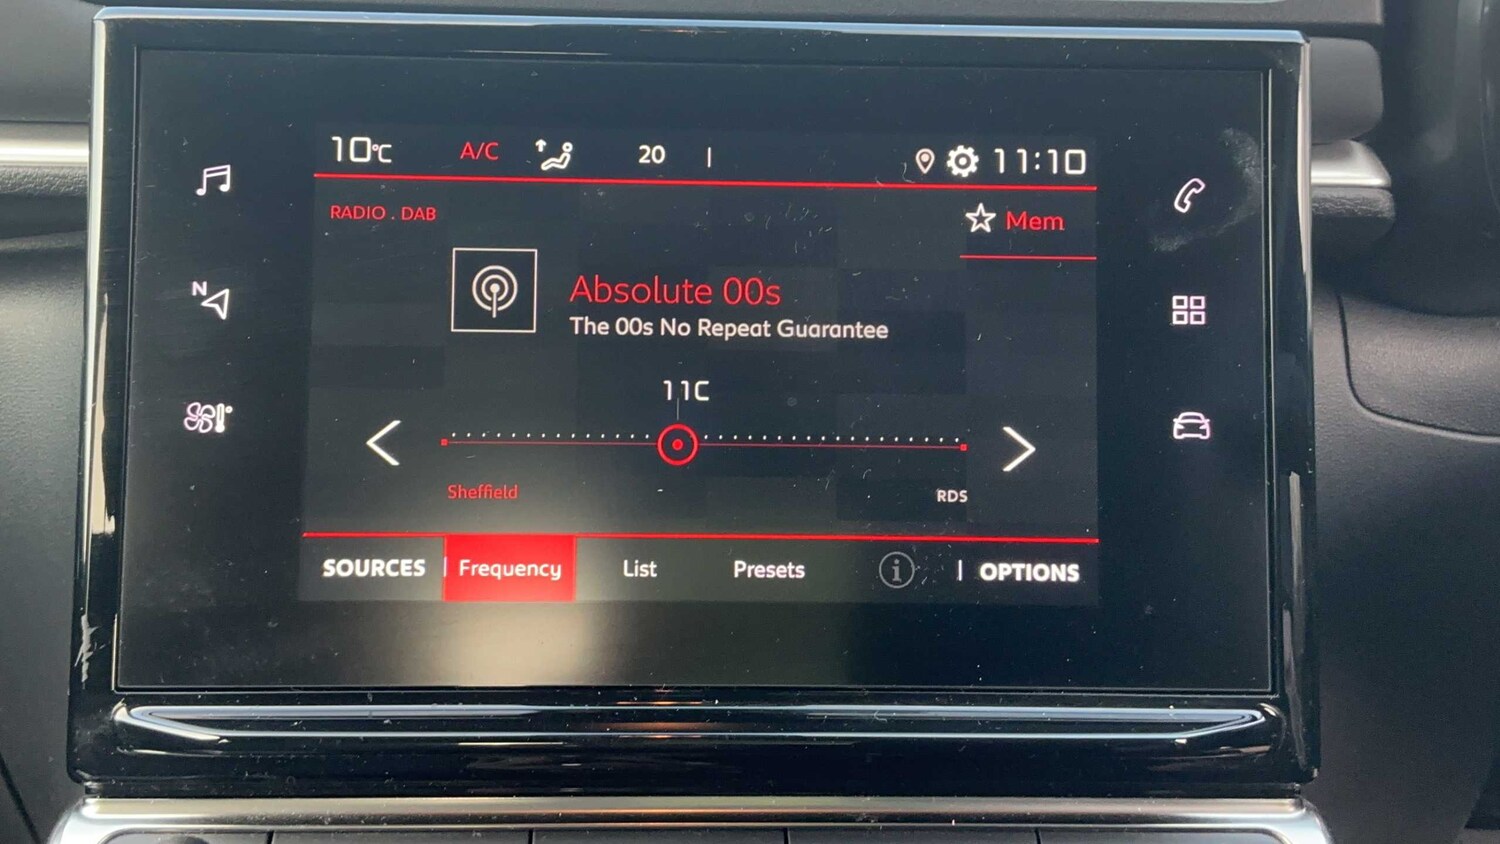 10°C A/C 20 11:10
RADIO . DAB
Mem
Absolute 00s
The 00s No Repeat Guarantee
N
11C
Sheffield RDS
SOURCES Frequency List Presets i OPTIONS